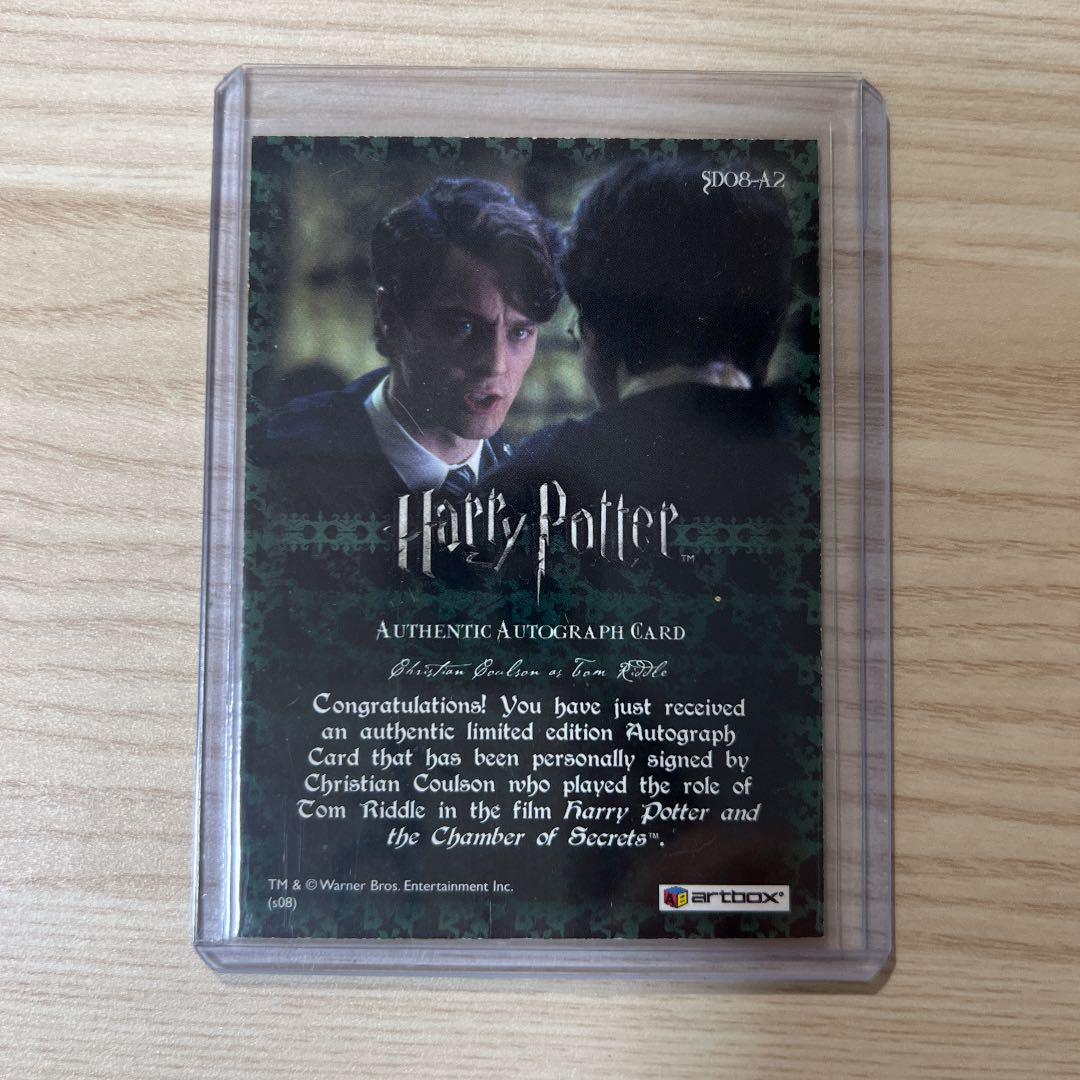 SD08-A2
Harry Potter™
Authentic Autograph Card
Christian Coulson as Tom Riddle
Congratulations! You have just received
an authentic limited edition Autograph
Card that has been personally signed by
Christian Coulson who played the role of
Tom Riddle in the film Harry Potter and
the Chamber of Secrets™.
TM & © Warner Bros. Entertainment Inc.
(s08)
AB artbox®